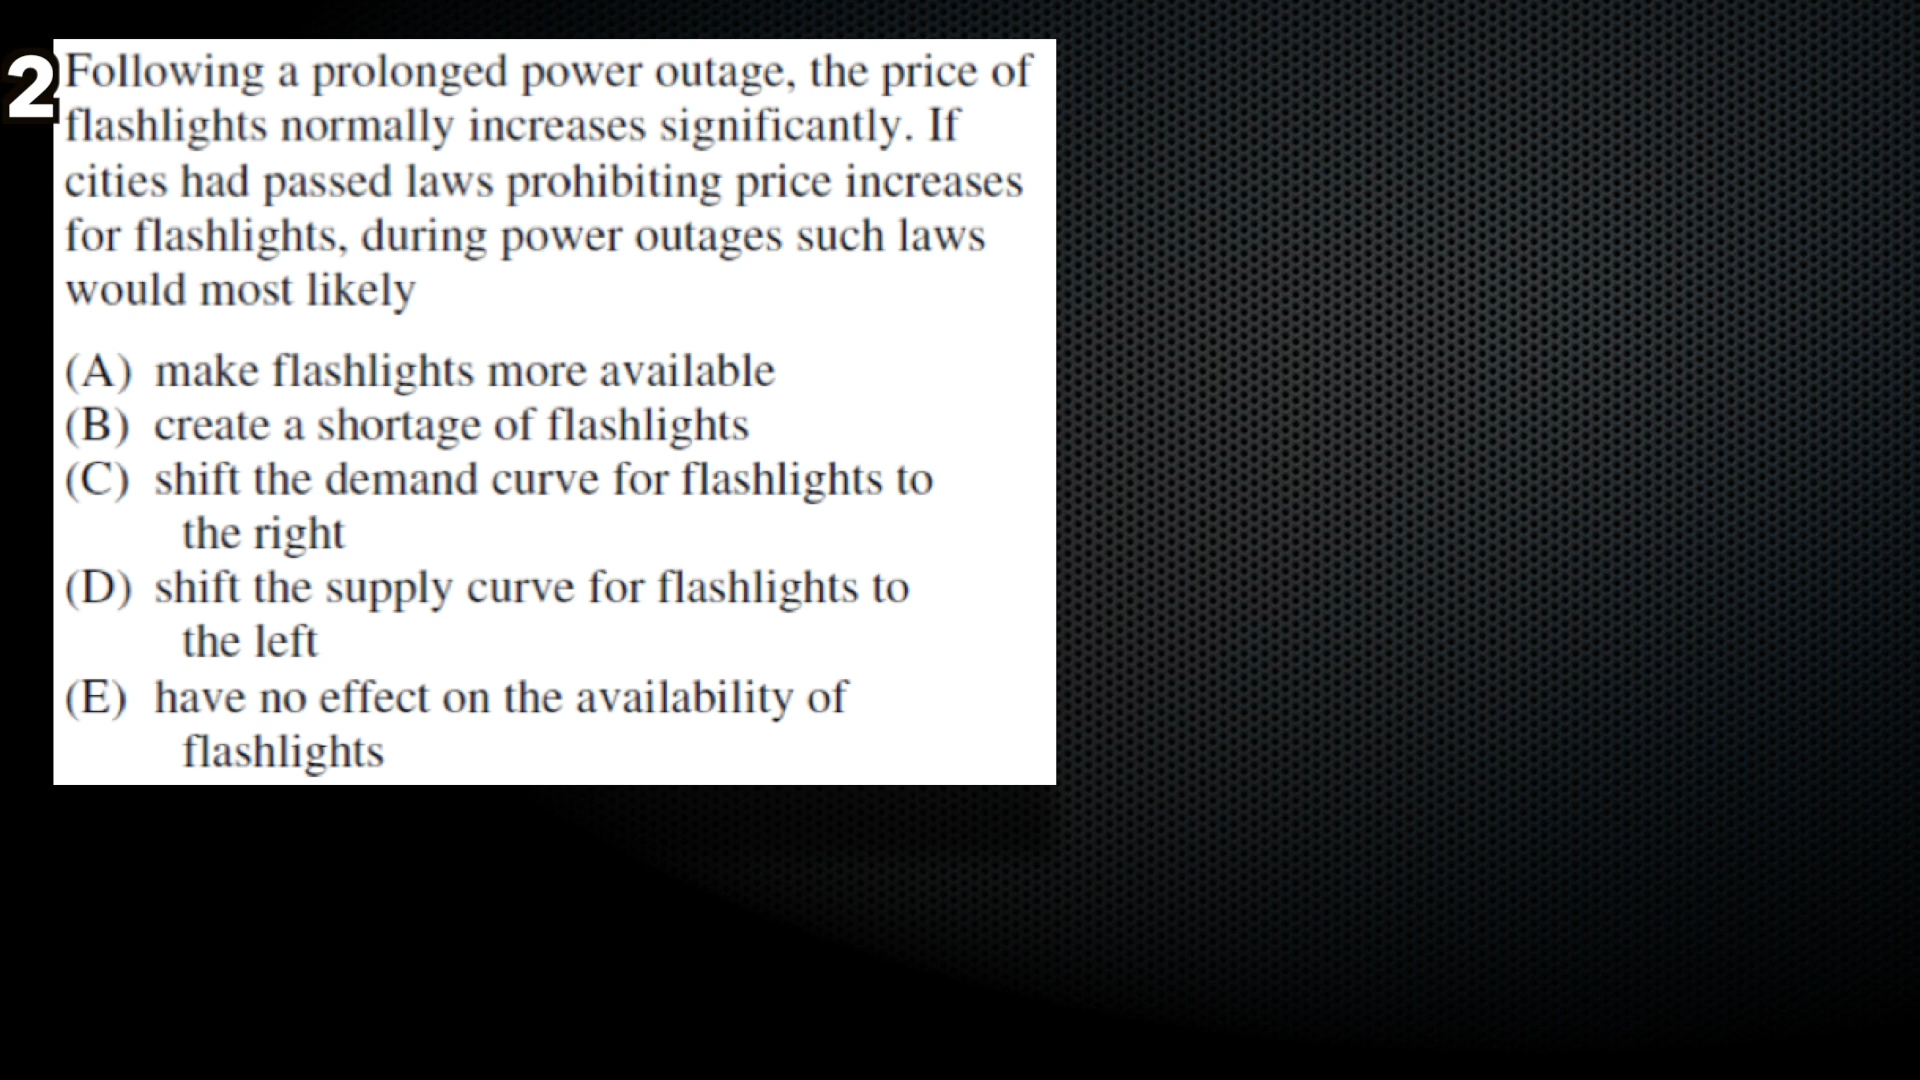 2
Following a prolonged power outage, the price of
flashlights normally increases significantly. If
cities had passed laws prohibiting price increases
for flashlights, during power outages such laws
would most likely
(A) make flashlights more available
(B) create a shortage of flashlights
(C) shift the demand curve for flashlights to
the right
(D) shift the supply curve for flashlights to
the left
(E) have no effect on the availability of
flashlights